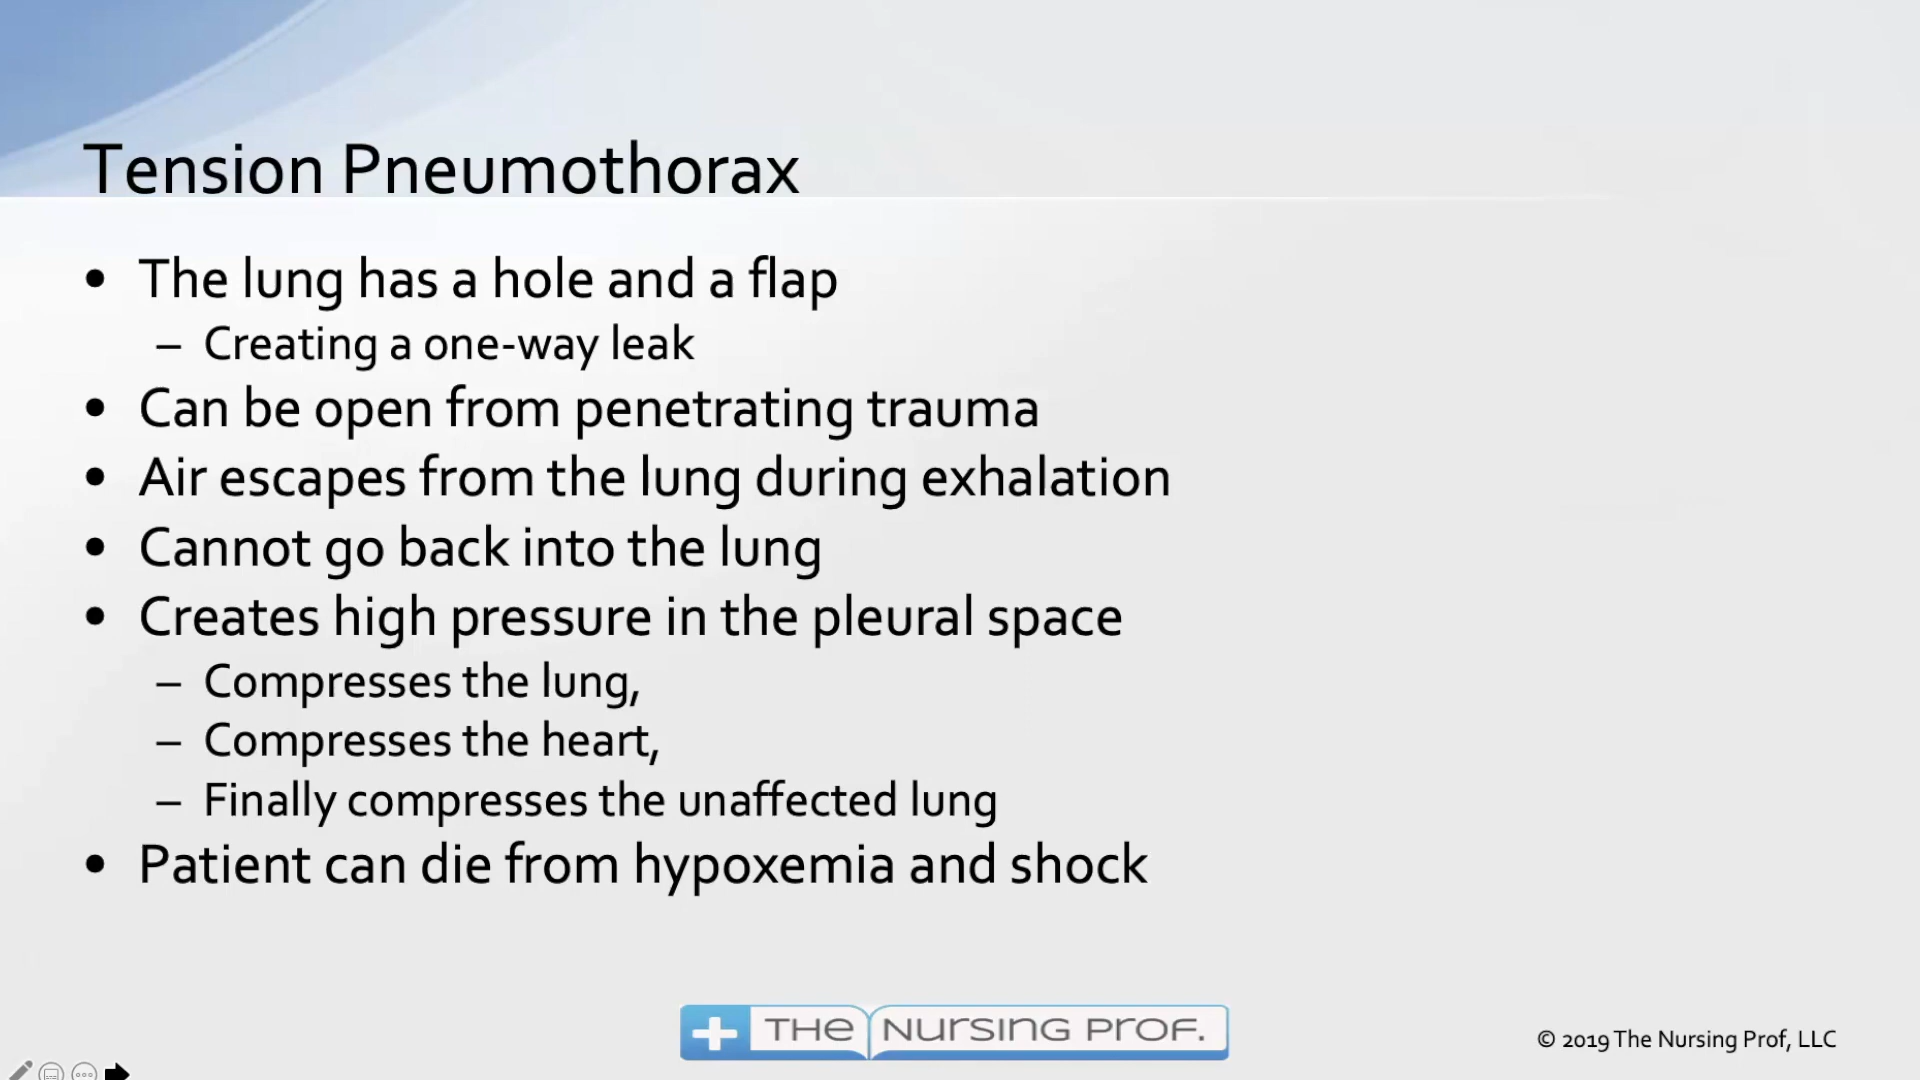 Tension Pneumothorax
• The lung has a hole and a flap
– Creating a one-way leak
• Can be open from penetrating trauma
• Air escapes from the lung during exhalation
• Cannot go back into the lung
• Creates high pressure in the pleural space
– Compresses the lung,
– Compresses the heart,
– Finally compresses the unaffected lung
• Patient can die from hypoxemia and shock
THE NURSING PROF.
© 2019 The Nursing Prof, LLC